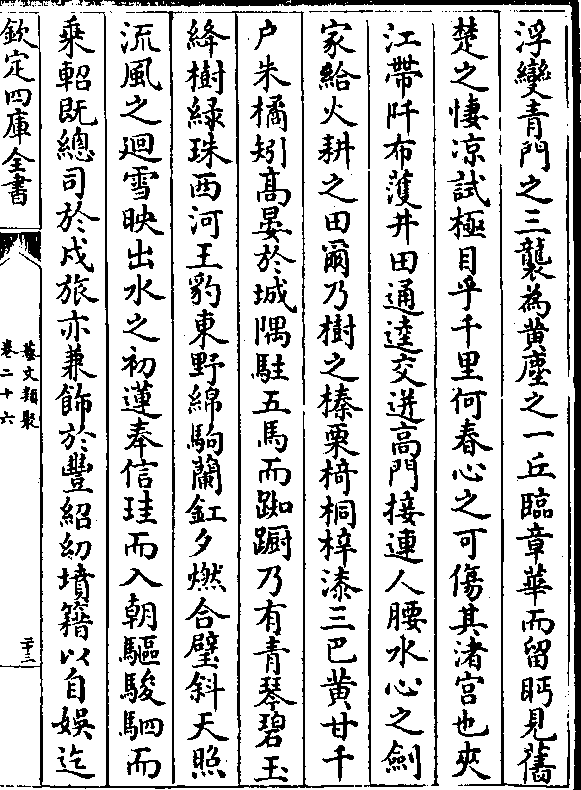 浮變青門之三襲為黄塵之一丘臨章華而留眄見舊
楚之悽凉試極目乎千里何春心之可傷其渚宫也夾
江帶阡布濩井田通逵交迸高門接連人腰水心之劍
家給火耕之田爾乃樹之榛栗椅桐梓漆三巴黄甘千
户朱橘矧高晏於城隅駐五馬而踟蹰乃有青琴碧玉
絳樹緑珠西河王豹東野綿駒蘭釭夕燃合璧斜天照
流風之迴雪映出水之初蓮奉信珪而入朝驅駿駟而
乘軺既總司於戍旅亦兼飾於豐紹幼墳籍以自娯迄
欽定四庫全書
藝文類聚
卷二十六
二十三